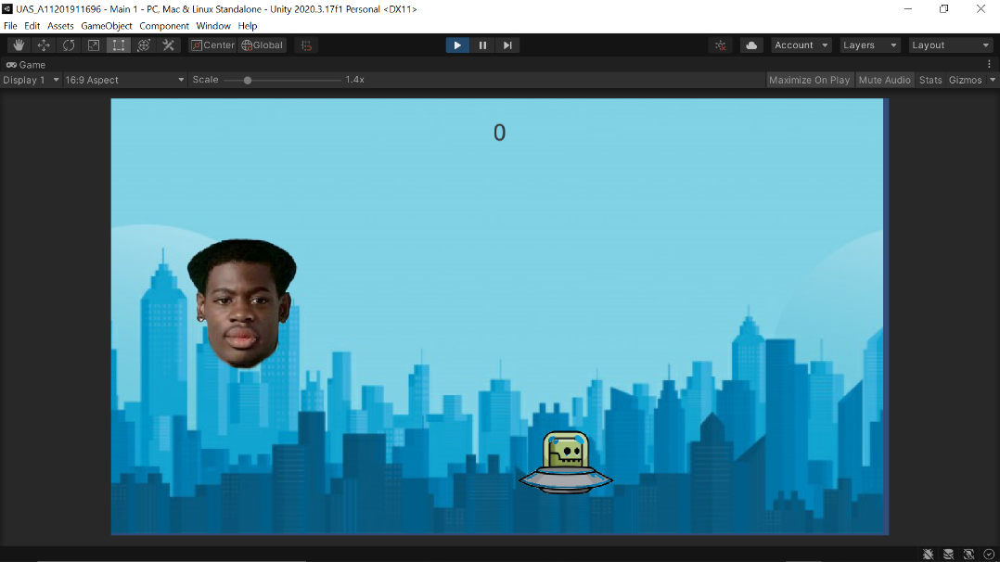 UAS_A11201911696 - Main 1 - PC, Mac & Linux Standalone - Unity 2020.3.17f1 Personal <DX11>
File Edit Assets GameObject Component Window Help
Center Global Account Layers Layout
Game
Display 1 16:9 Aspect Scale 1.4x Maximize On Play Mute Audio Stats Gizmos
0